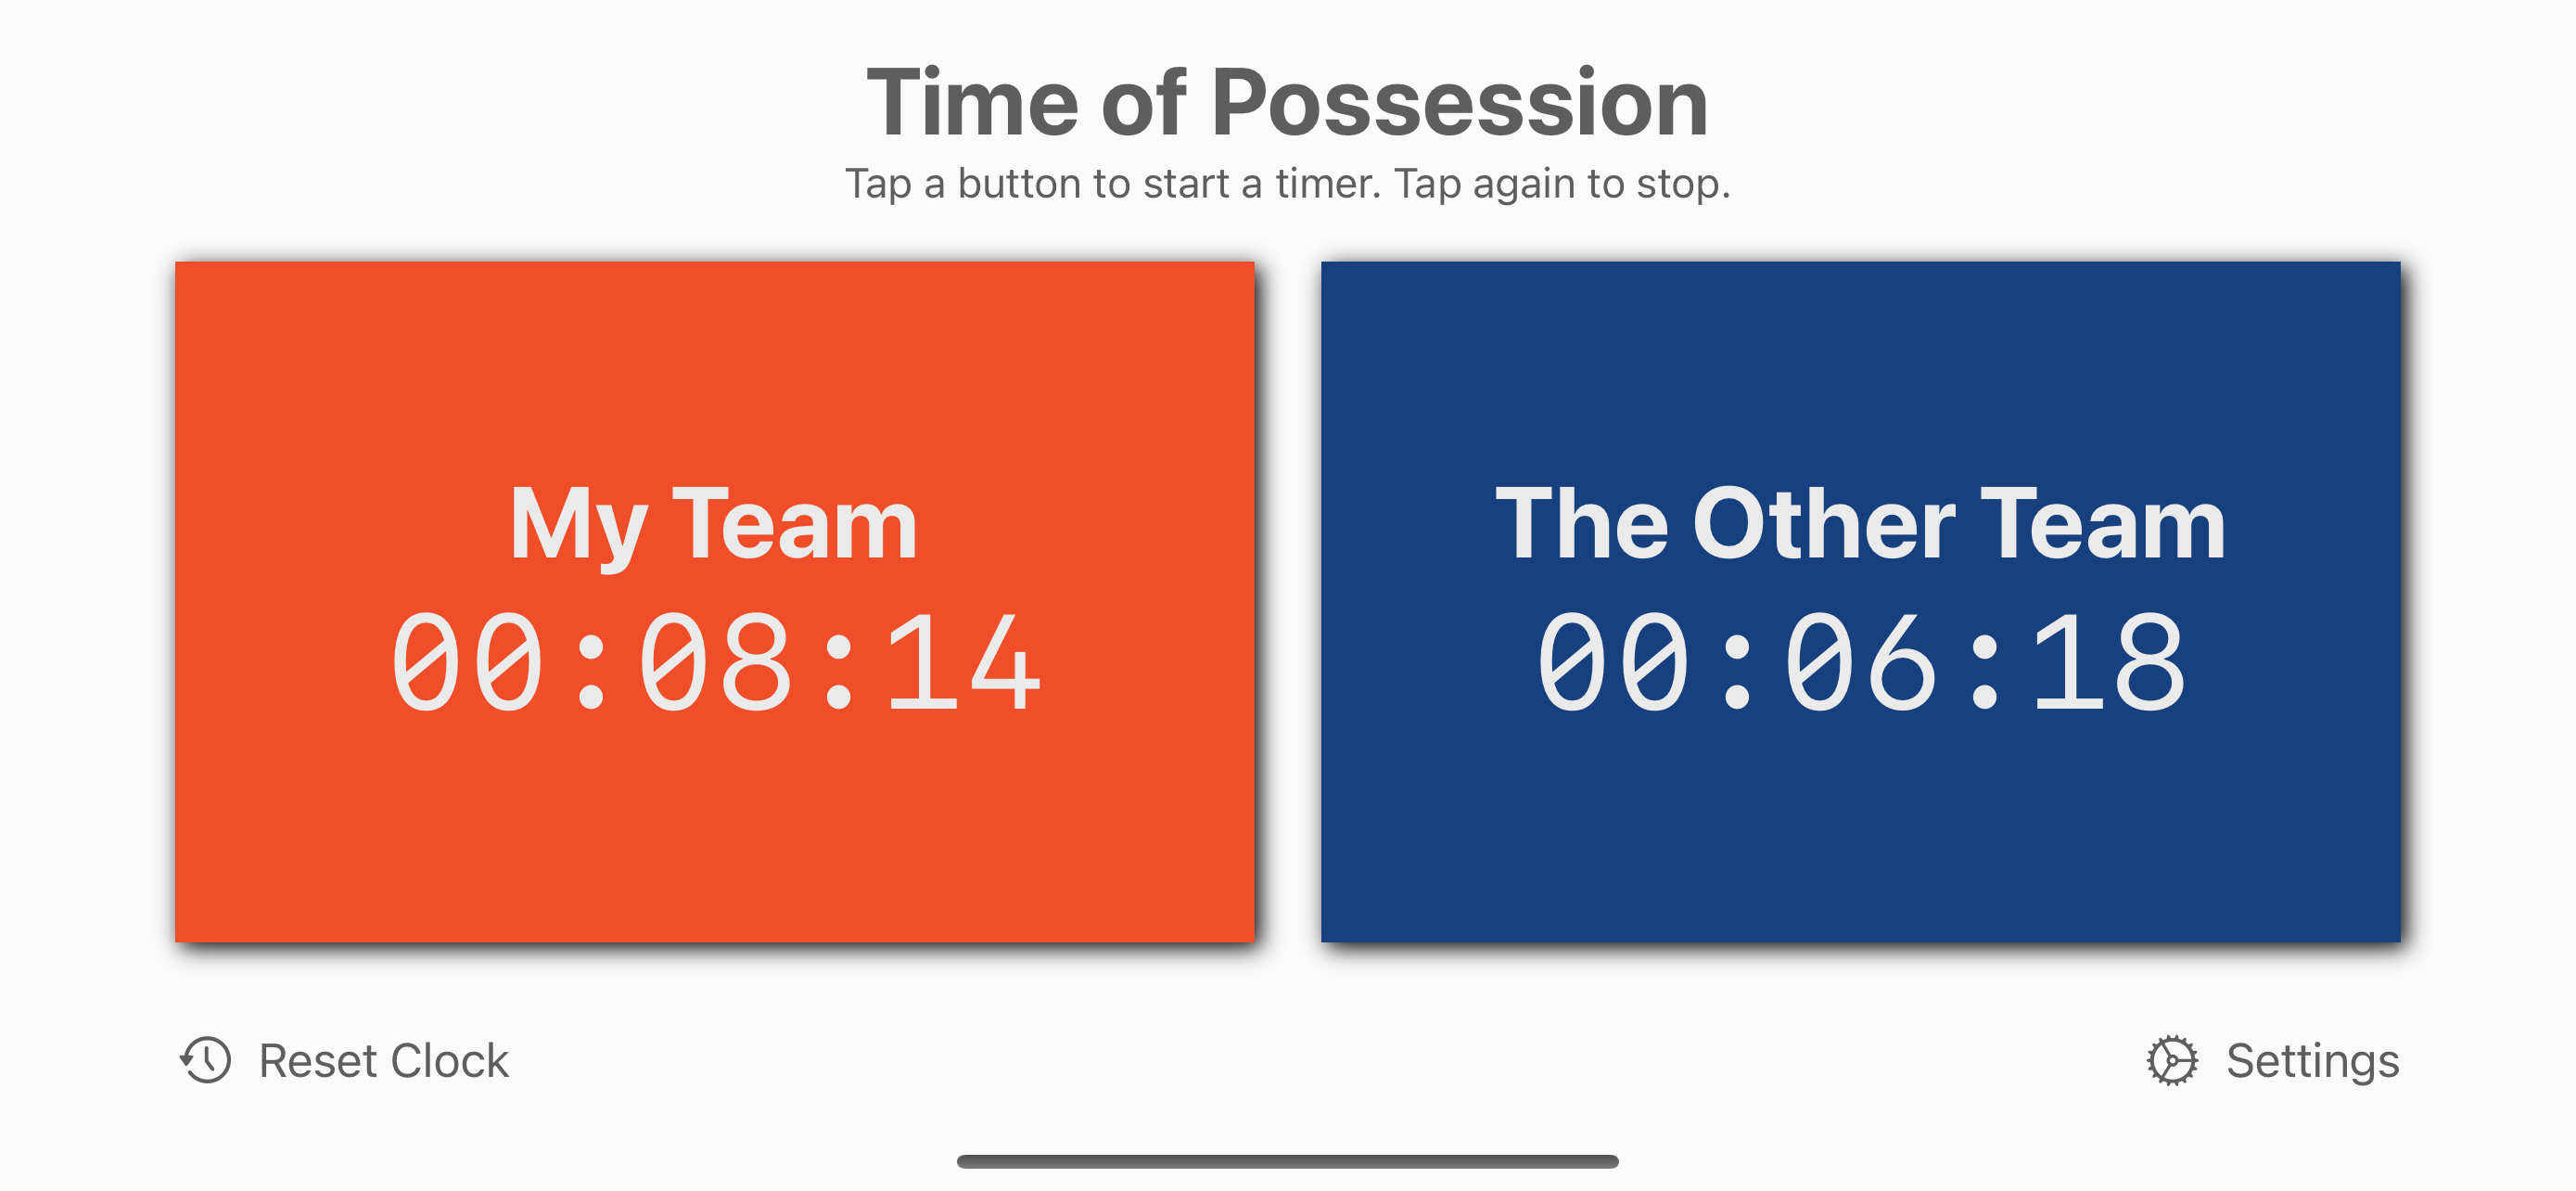 Time of Possession
Tap a button to start a timer. Tap again to stop.
My Team
00:08:14
The Other Team
00:06:18
Reset Clock
Settings